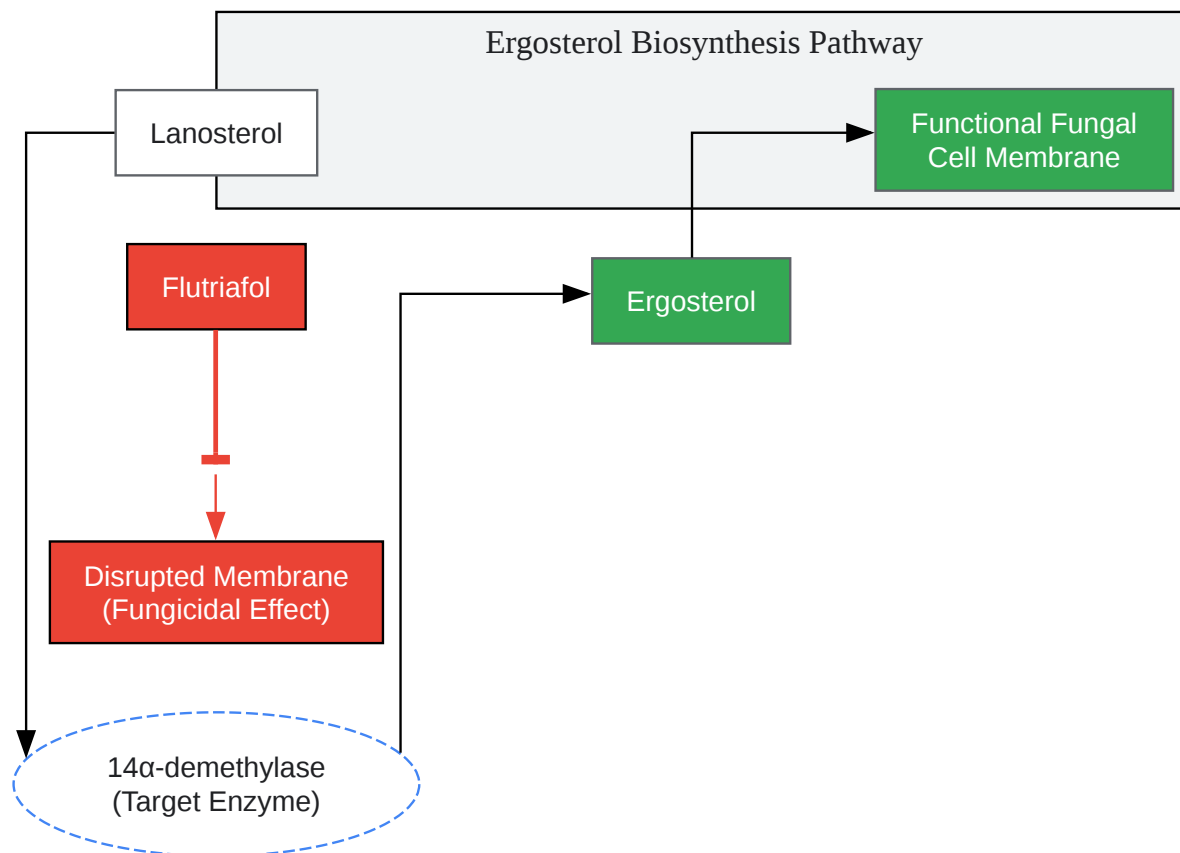 Ergosterol Biosynthesis Pathway
Lanosterol
Functional Fungal
Cell Membrane
Flutriafol
Ergosterol
Disrupted Membrane
(Fungicidal Effect)
14α-demethylase
(Target Enzyme)